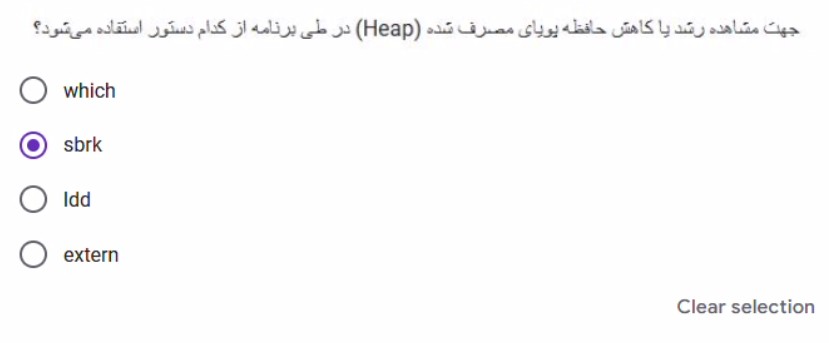 جهت مشاهده رشد یا کاهش حافظه پویای مصرف شده (Heap) در طی برنامه از کدام دستور استفاده می‌شود؟
which
sbrk
ldd
extern
Clear selection